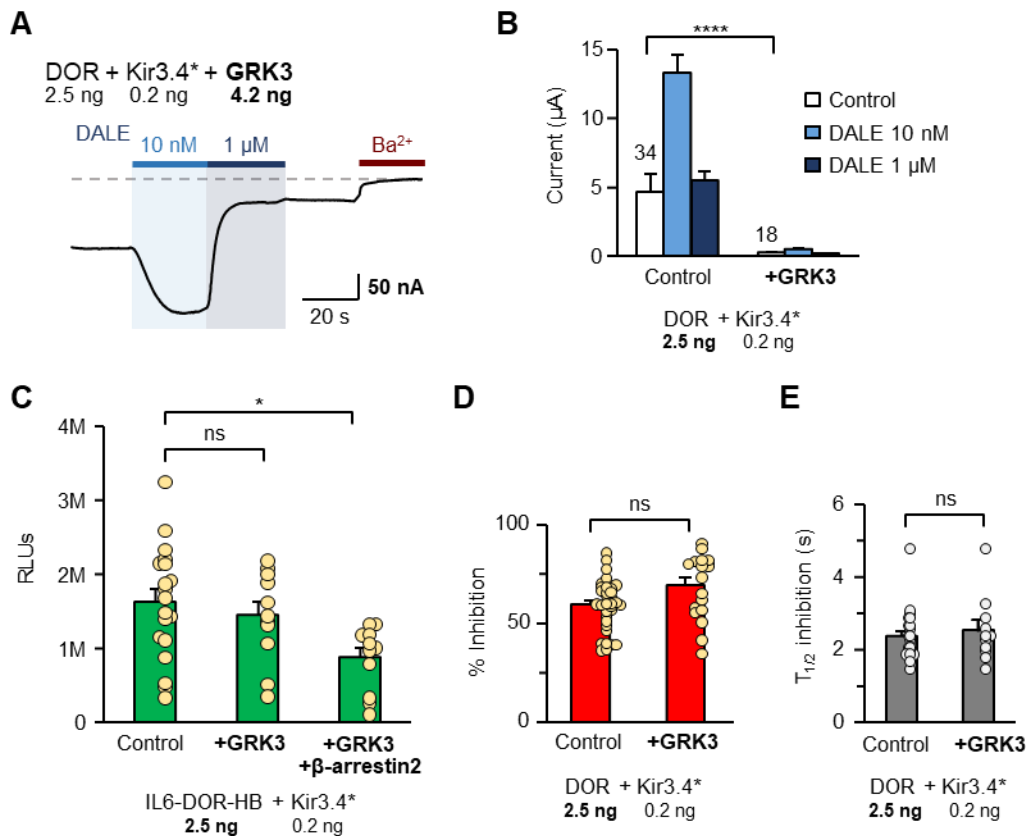 A
DOR + Kir3.4* + GRK3
2.5 ng 0.2 ng 4.2 ng
DALE
10 nM 1 µM Ba²⁺
50 nA
20 s
B
****
15
10
5
0
Current (µA)
34
18
Control
DALE 10 nM
DALE 1 µM
Control +GRK3
DOR + Kir3.4*
2.5 ng 0.2 ng
C
*
ns
4M
3M
2M
1M
0
RLUs
Control +GRK3 +GRK3
+β-arrestin2
IL6-DOR-HB + Kir3.4*
2.5 ng 0.2 ng
D
ns
100
50
0
% Inhibition
Control +GRK3
DOR + Kir3.4*
2.5 ng 0.2 ng
E
ns
6
4
2
0
T1/2 inhibition (s)
Control +GRK3
DOR + Kir3.4*
2.5 ng 0.2 ng